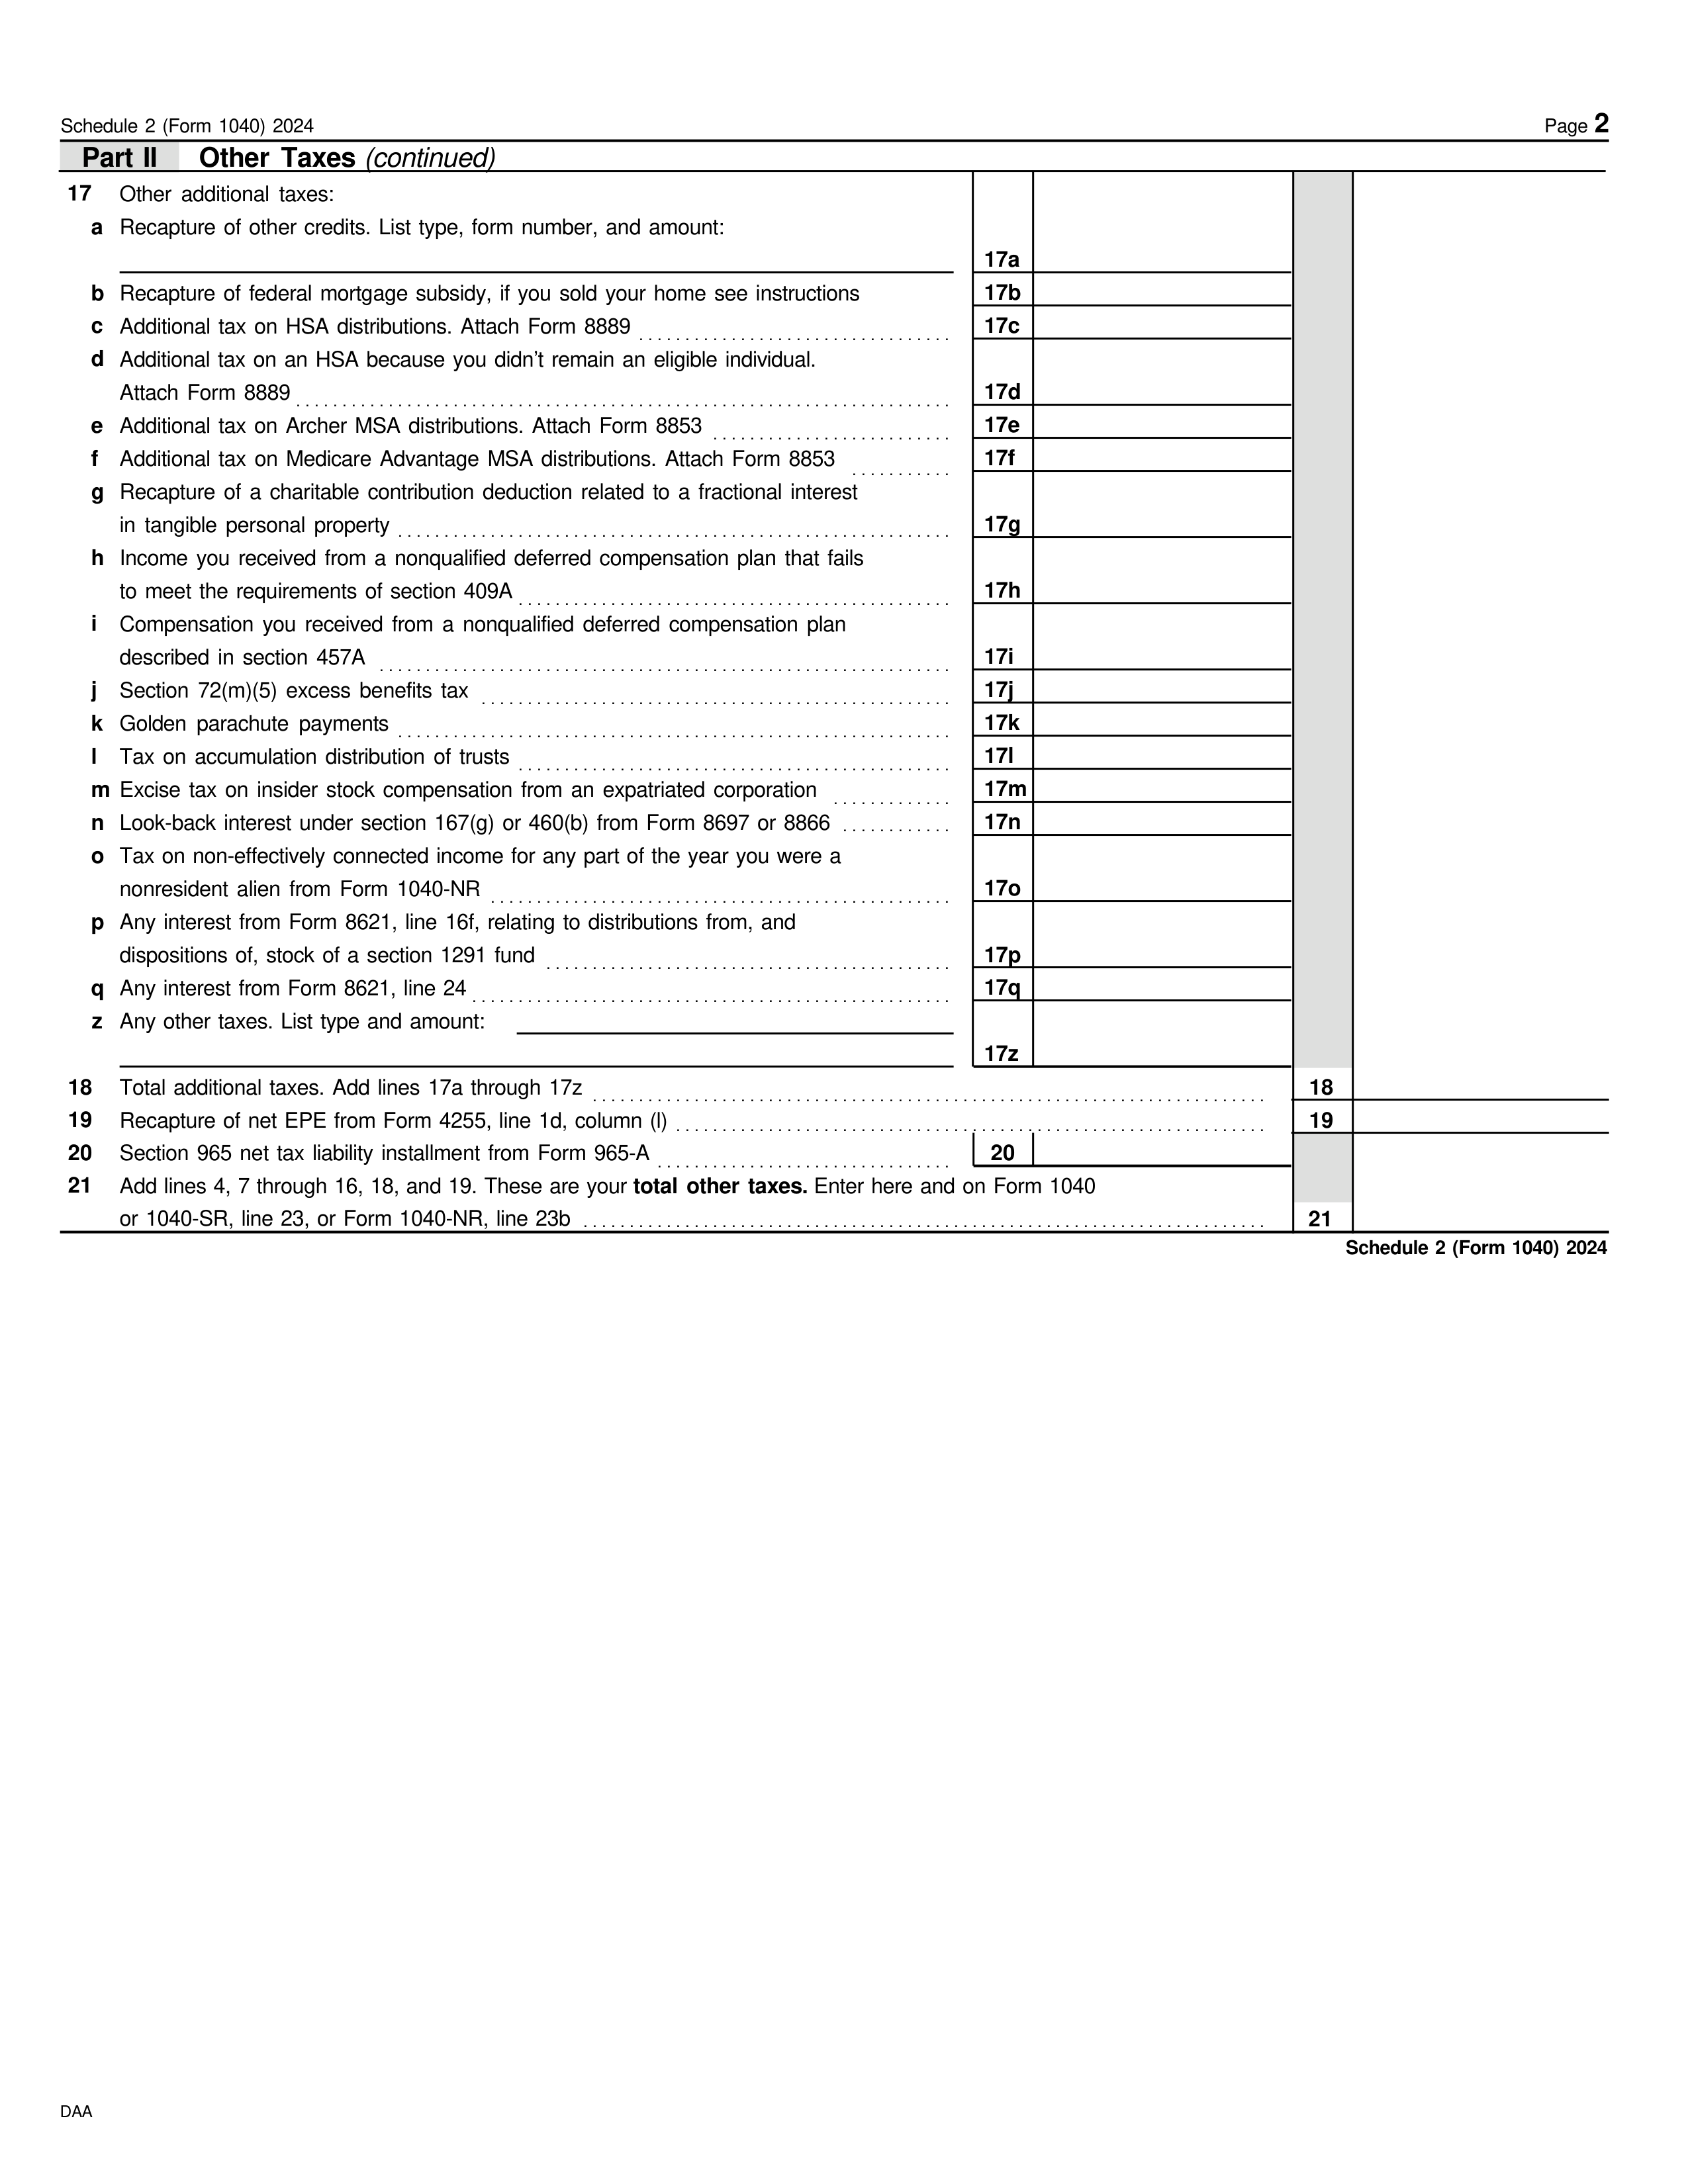 Schedule 2 (Form 1040) 2024 Page 2
Part II Other Taxes (continued)
17 Other additional taxes:
a Recapture of other credits. List type, form number, and amount:
17a
b Recapture of federal mortgage subsidy, if you sold your home see instructions 17b
c Additional tax on HSA distributions. Attach Form 8889 17c
d Additional tax on an HSA because you didn't remain an eligible individual.
Attach Form 8889 17d
e Additional tax on Archer MSA distributions. Attach Form 8853 17e
f Additional tax on Medicare Advantage MSA distributions. Attach Form 8853 17f
g Recapture of a charitable contribution deduction related to a fractional interest
in tangible personal property 17g
h Income you received from a nonqualified deferred compensation plan that fails
to meet the requirements of section 409A 17h
i Compensation you received from a nonqualified deferred compensation plan
described in section 457A 17i
j Section 72(m)(5) excess benefits tax 17j
k Golden parachute payments 17k
l Tax on accumulation distribution of trusts 17l
m Excise tax on insider stock compensation from an expatriated corporation 17m
n Look-back interest under section 167(g) or 460(b) from Form 8697 or 8866 17n
o Tax on non-effectively connected income for any part of the year you were a
nonresident alien from Form 1040-NR 17o
p Any interest from Form 8621, line 16f, relating to distributions from, and
dispositions of, stock of a section 1291 fund 17p
q Any interest from Form 8621, line 24 17q
z Any other taxes. List type and amount:
17z
18 Total additional taxes. Add lines 17a through 17z 18
19 Recapture of net EPE from Form 4255, line 1d, column (l) 19
20 Section 965 net tax liability installment from Form 965-A 20
21 Add lines 4, 7 through 16, 18, and 19. These are your total other taxes. Enter here and on Form 1040
or 1040-SR, line 23, or Form 1040-NR, line 23b 21
Schedule 2 (Form 1040) 2024
DAA